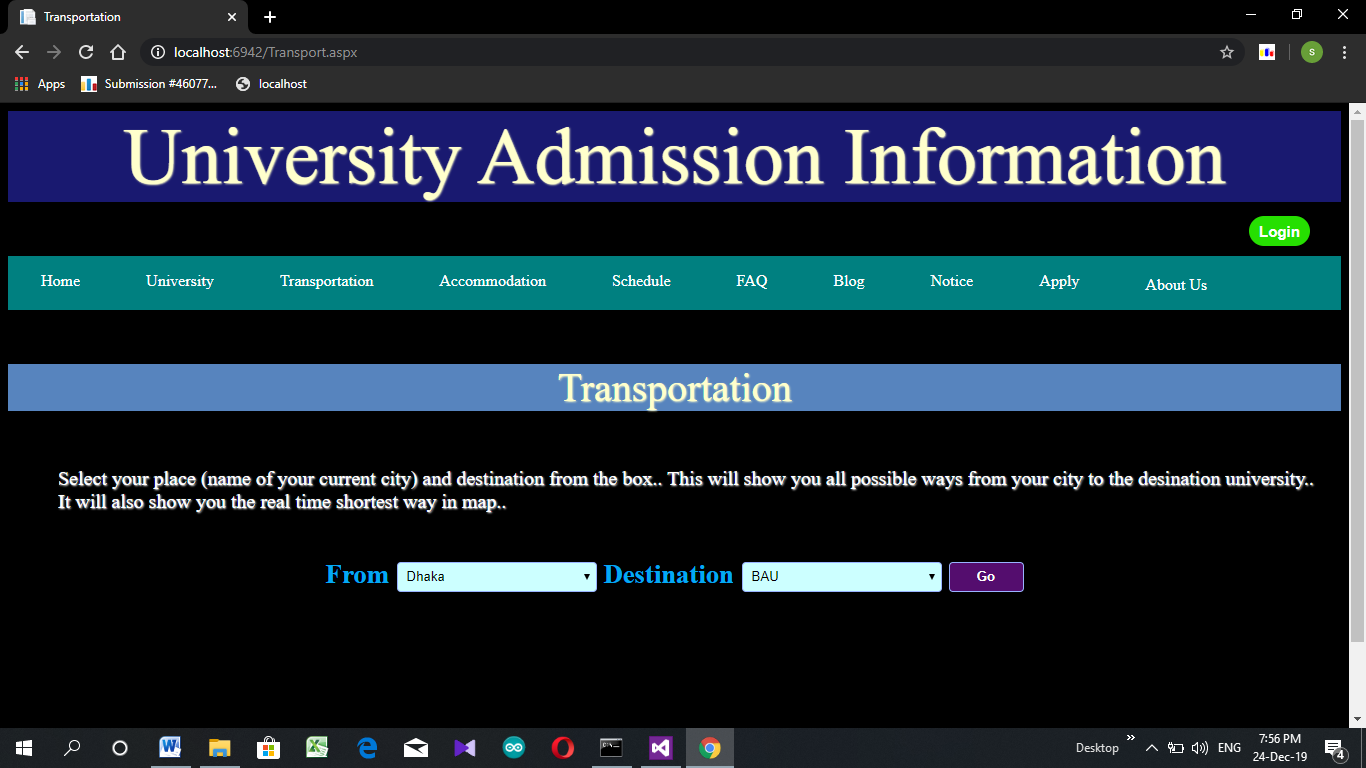 Transportation
localhost:6942/Transport.aspx
S
Apps Submission #46077... localhost
University Admission Information
Login
Home University Transportation Accommodation Schedule FAQ Blog Notice Apply About Us
Transportation
Select your place (name of your current city) and destination from the box.. This will show you all possible ways from your city to the desination university..
It will also show you the real time shortest way in map..
From Dhaka Destination BAU Go
Desktop » ENG 7:56 PM
24-Dec-19 4